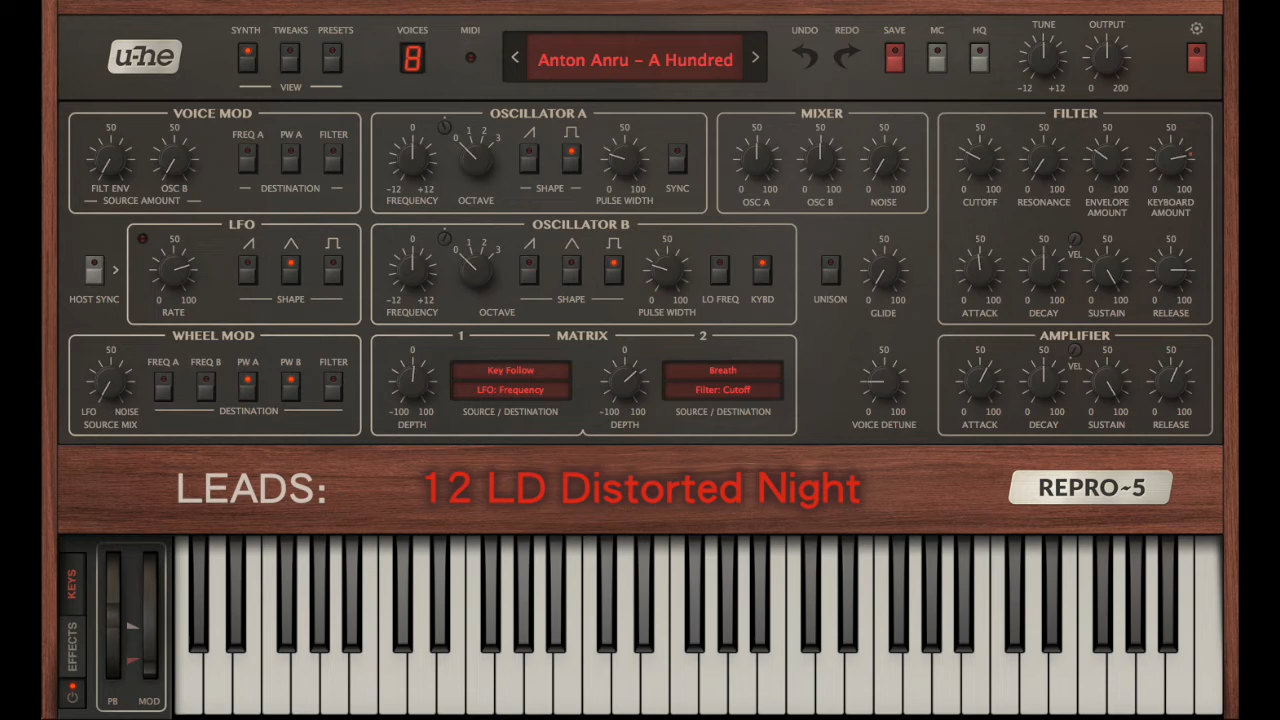 u-he
SYNTH TWEAKS PRESETS
VIEW
VOICES
8
MIDI
< Anton Anru – A Hundred >
UNDO REDO SAVE MC HQ
TUNE
-12 +12
OUTPUT
0 200
VOICE MOD
50 50
FREQ A PW A FILTER
FILT ENV OSC B
SOURCE AMOUNT
DESTINATION
OSCILLATOR A
0
-12 +12
FREQUENCY
0 1 2 3
OCTAVE
SHAPE
50
0 100
PULSE WIDTH
SYNC
MIXER
50 50 50
0 100 0 100 0 100
OSC A OSC B NOISE
FILTER
50 50 50 50
0 100 0 100 0 100 0 100
CUTOFF RESONANCE ENVELOPE AMOUNT KEYBOARD AMOUNT
50 50 VEL 50 50
0 100 0 100 0 100 0 100
ATTACK DECAY SUSTAIN RELEASE
HOST SYNC >
LFO
50
0 100
RATE
SHAPE
OSCILLATOR B
0
-12 +12
FREQUENCY
0 1 2 3
OCTAVE
SHAPE
50
0 100
PULSE WIDTH
LO FREQ KYBD
UNISON
50
0 100
GLIDE
WHEEL MOD
50
LFO NOISE
SOURCE MIX
FREQ A FREQ B PW A PW B FILTER
DESTINATION
1 MATRIX 2
0
-100 100
DEPTH
Key Follow
LFO: Frequency
SOURCE / DESTINATION
0
-100 100
DEPTH
Breath
Filter: Cutoff
SOURCE / DESTINATION
50
0 100
VOICE DETUNE
AMPLIFIER
50 50 VEL 50 50
0 100 0 100 0 100 0 100
ATTACK DECAY SUSTAIN RELEASE
LEADS: 12 LD Distorted Night
REPRO-5
KEYS
EFFECTS
PB MOD